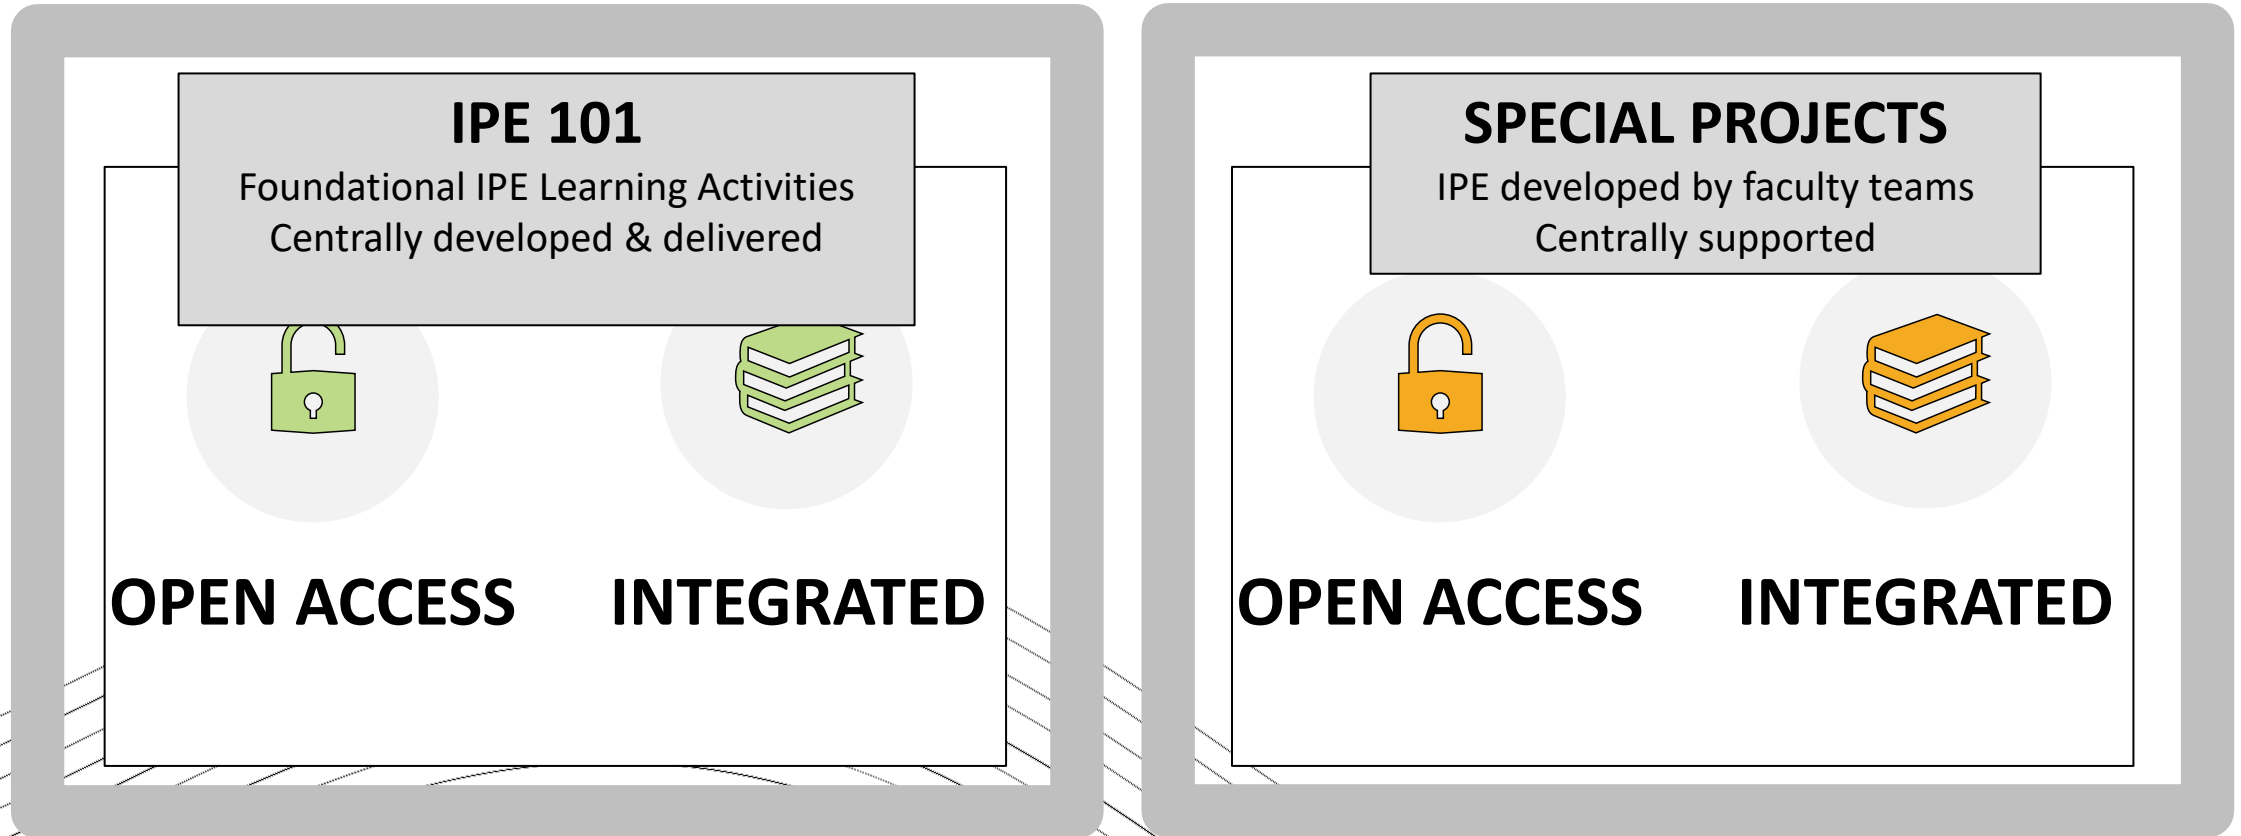 IPE 101
Foundational IPE Learning Activities
Centrally developed & delivered
OPEN ACCESS
INTEGRATED
SPECIAL PROJECTS
IPE developed by faculty teams
Centrally supported
OPEN ACCESS
INTEGRATED